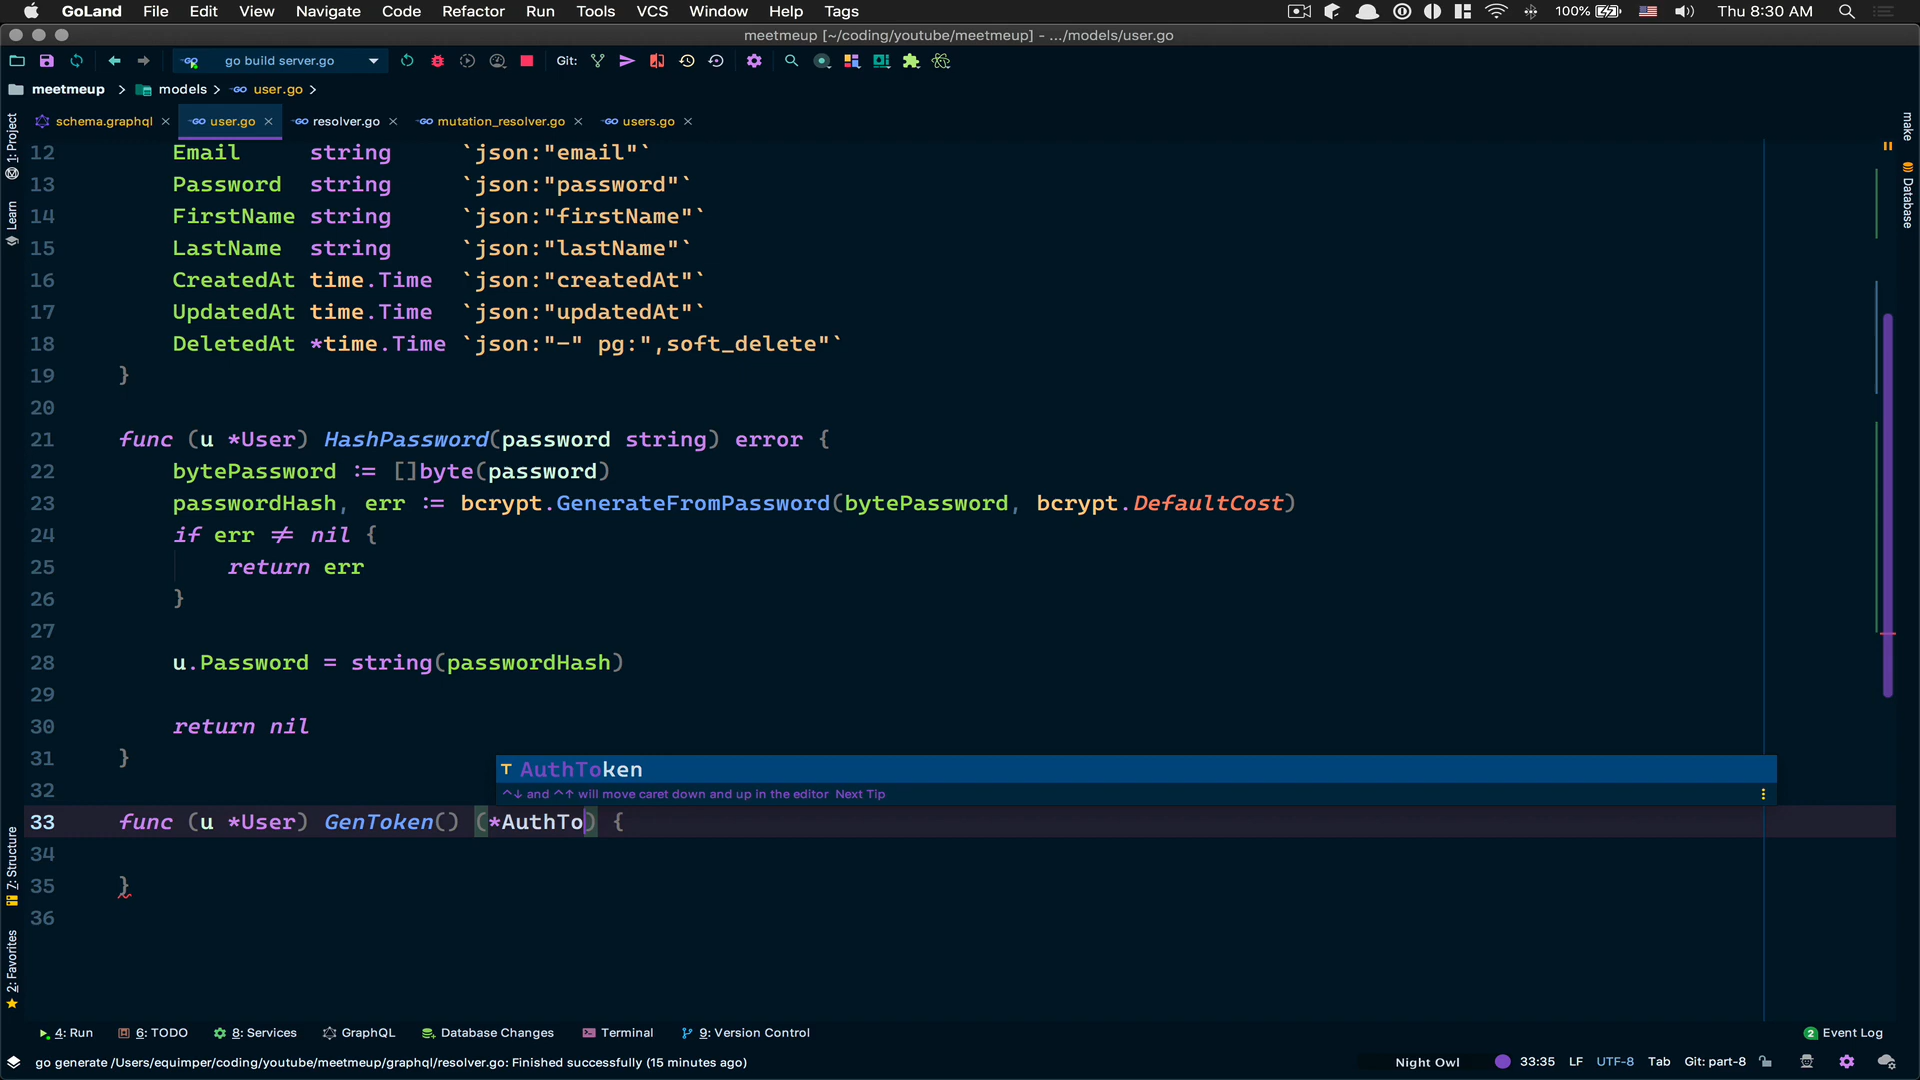 GoLand File Edit View Navigate Code Refactor Run Tools VCS Window Help Tags 100% Thu 8:30 AM
meetmeup [~/coding/youtube/meetmeup] - .../models/user.go
go build server.go Git:
meetmeup models user.go
schema.graphql user.go resolver.go mutation_resolver.go users.go
12 Email string `json:"email"`
13 Password string `json:"password"`
14 FirstName string `json:"firstName"`
15 LastName string `json:"lastName"`
16 CreatedAt time.Time `json:"createdAt"`
17 UpdatedAt time.Time `json:"updatedAt"`
18 DeletedAt *time.Time `json:"-" pg:",soft_delete"`
19 }
20
21 func (u *User) HashPassword(password string) error {
22 bytePassword := []byte(password)
23 passwordHash, err := bcrypt.GenerateFromPassword(bytePassword, bcrypt.DefaultCost)
24 if err ≠ nil {
25 return err
26 }
27
28 u.Password = string(passwordHash)
29
30 return nil
31 }
T AuthToken
32
^↓ and ^↑ will move caret down and up in the editor Next Tip
33 func (u *User) GenToken() (*AuthTo) {
34
35 }
36
1: Project
Learn
7: Structure
2: Favorites
make
Database
4: Run 6: TODO 8: Services GraphQL Database Changes Terminal 9: Version Control 2 Event Log
go generate /Users/equimper/coding/youtube/meetmeup/graphql/resolver.go: Finished successfully (15 minutes ago) Night Owl 33:35 LF UTF-8 Tab Git: part-8